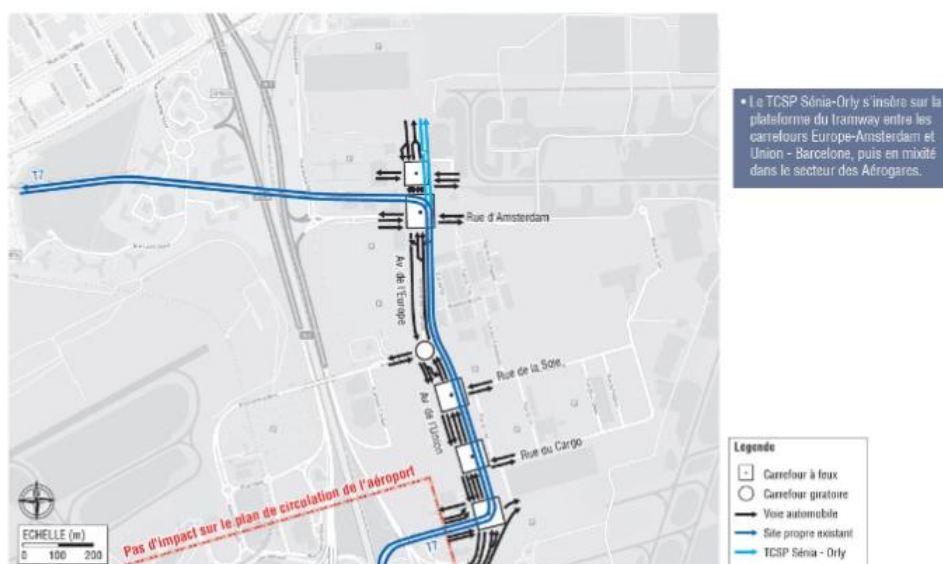 • Le TCSP Sénia-Orly s'insère sur la
plateforme du tramway entre les
carrefours Europe-Amsterdam et
Union - Barcelone, puis en mixité
dans le secteur des Aérogares.
T7
Rue d'Amsterdam
Av. de l'Europe
Rue de la Soie
Av. de l'Union
Rue du Cargo
Pas d'impact sur le plan de circulation de l'aéroport
T7
ECHELLE (m)
0 100 200
Légende
Carrefour à feux
Carrefour giratoire
Voie automobile
Site propre existant
TCSP Sénia - Orly